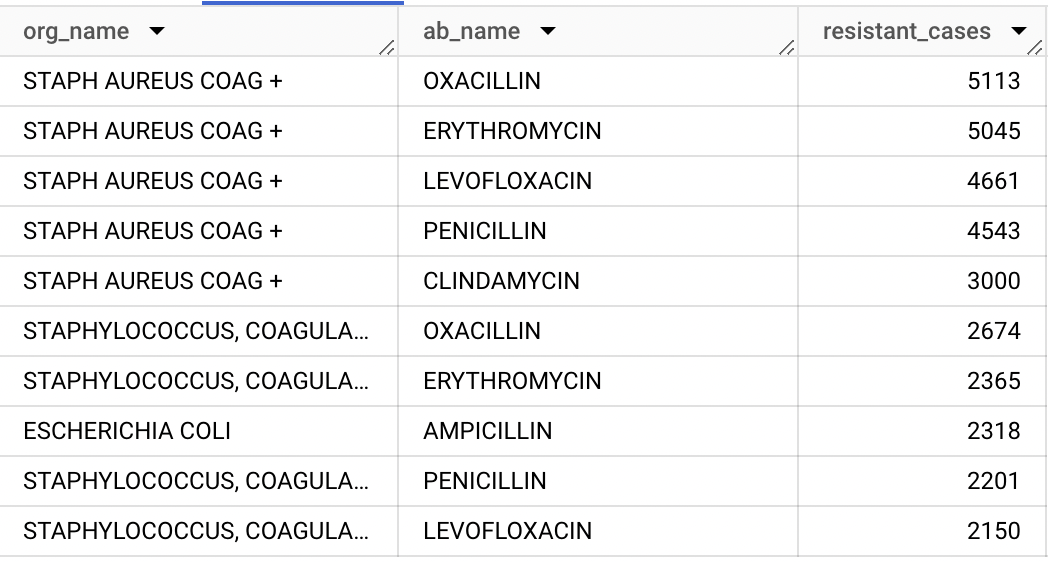 org_name ab_name resistant_cases
STAPH AUREUS COAG + OXACILLIN 5113
STAPH AUREUS COAG + ERYTHROMYCIN 5045
STAPH AUREUS COAG + LEVOFLOXACIN 4661
STAPH AUREUS COAG + PENICILLIN 4543
STAPH AUREUS COAG + CLINDAMYCIN 3000
STAPHYLOCOCCUS, COAGULA... OXACILLIN 2674
STAPHYLOCOCCUS, COAGULA... ERYTHROMYCIN 2365
ESCHERICHIA COLI AMPICILLIN 2318
STAPHYLOCOCCUS, COAGULA... PENICILLIN 2201
STAPHYLOCOCCUS, COAGULA... LEVOFLOXACIN 2150